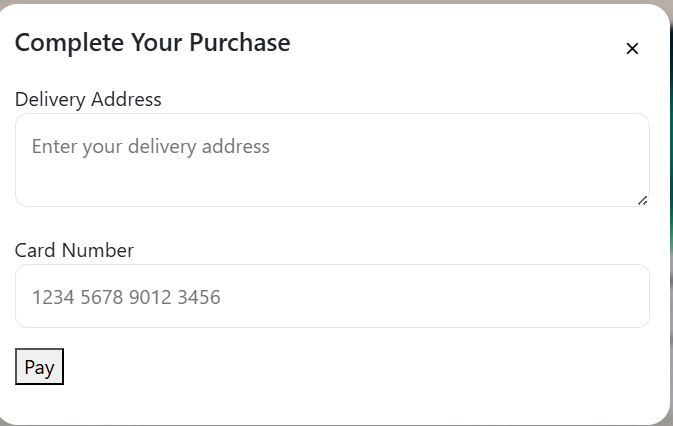 Complete Your Purchase
×
Delivery Address
Enter your delivery address
Card Number
1234 5678 9012 3456
Pay